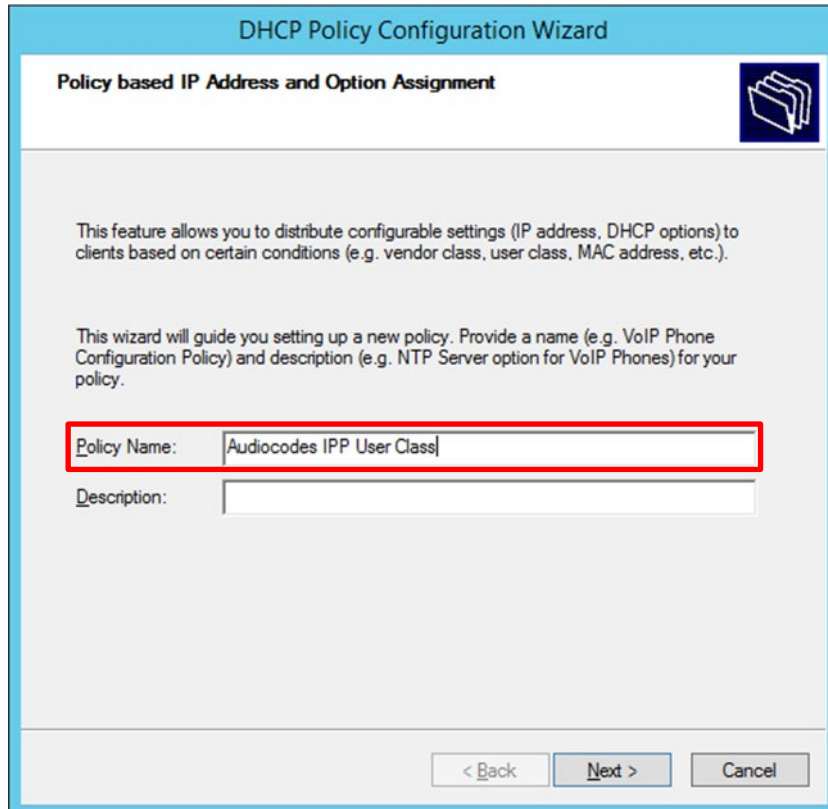 DHCP Policy Configuration Wizard
Policy based IP Address and Option Assignment
This feature allows you to distribute configurable settings (IP address, DHCP options) to
clients based on certain conditions (e.g. vendor class, user class, MAC address, etc.).
This wizard will guide you setting up a new policy. Provide a name (e.g. VoIP Phone
Configuration Policy) and description (e.g. NTP Server option for VoIP Phones) for your
policy.
Policy Name: Audiocodes IPP User Class
Description:
< Back Next > Cancel